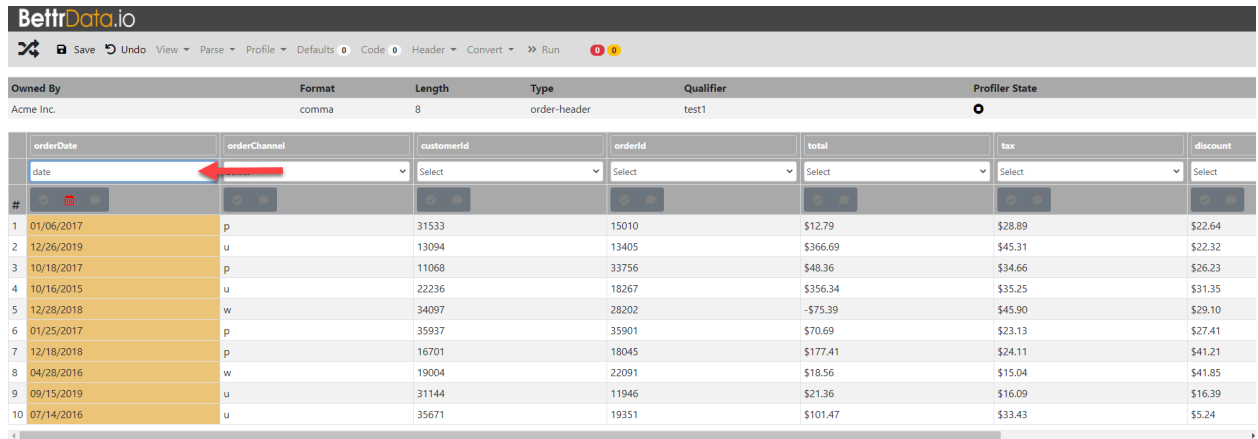 BettrData.io
Save Undo View Parse Profile Defaults 0 Code 0 Header Convert Run 0 0
Owned By Format Length Type Qualifier Profiler State
Acme Inc. comma 8 order-header test1
orderDate orderChannel customerId orderId total tax discount
date Select Select Select Select Select
#
1 01/06/2017 p 31533 15010 $12.79 $28.89 $22.64
2 12/26/2019 u 13094 13405 $366.69 $45.31 $22.32
3 10/18/2017 p 11068 33756 $48.36 $34.66 $26.23
4 10/16/2015 u 22236 18267 $356.34 $35.25 $31.35
5 12/28/2018 w 34097 28202 -$75.39 $45.90 $29.10
6 01/25/2017 p 35937 35901 $70.69 $23.13 $27.41
7 12/18/2018 p 16701 18045 $177.41 $24.11 $41.21
8 04/28/2016 w 19004 22091 $18.56 $15.04 $41.85
9 09/15/2019 u 31144 11946 $21.36 $16.09 $16.39
10 07/14/2016 u 35671 19351 $101.47 $33.43 $5.24